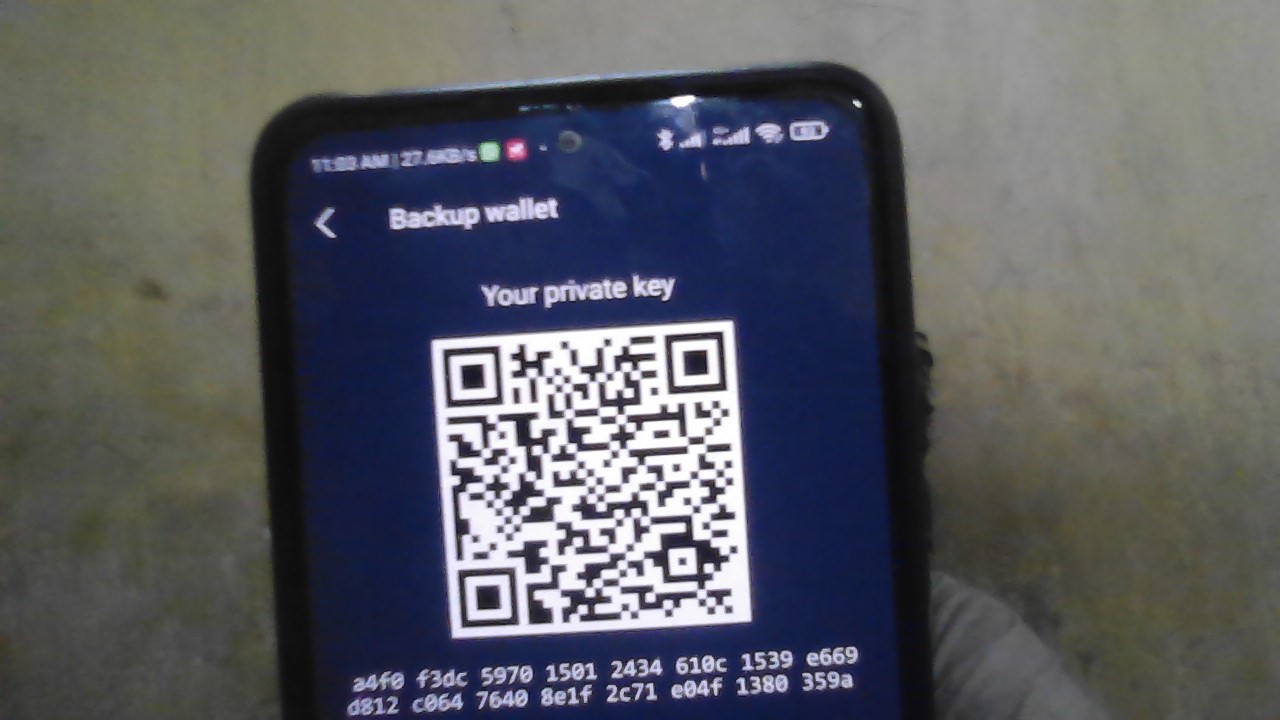 AM
Backup wallet
Your private key
a4f0 f3dc 5970 1501 2434 610c 1539 e669
d812 c064 7640 8e1f 2c71 e04f 1380 359a